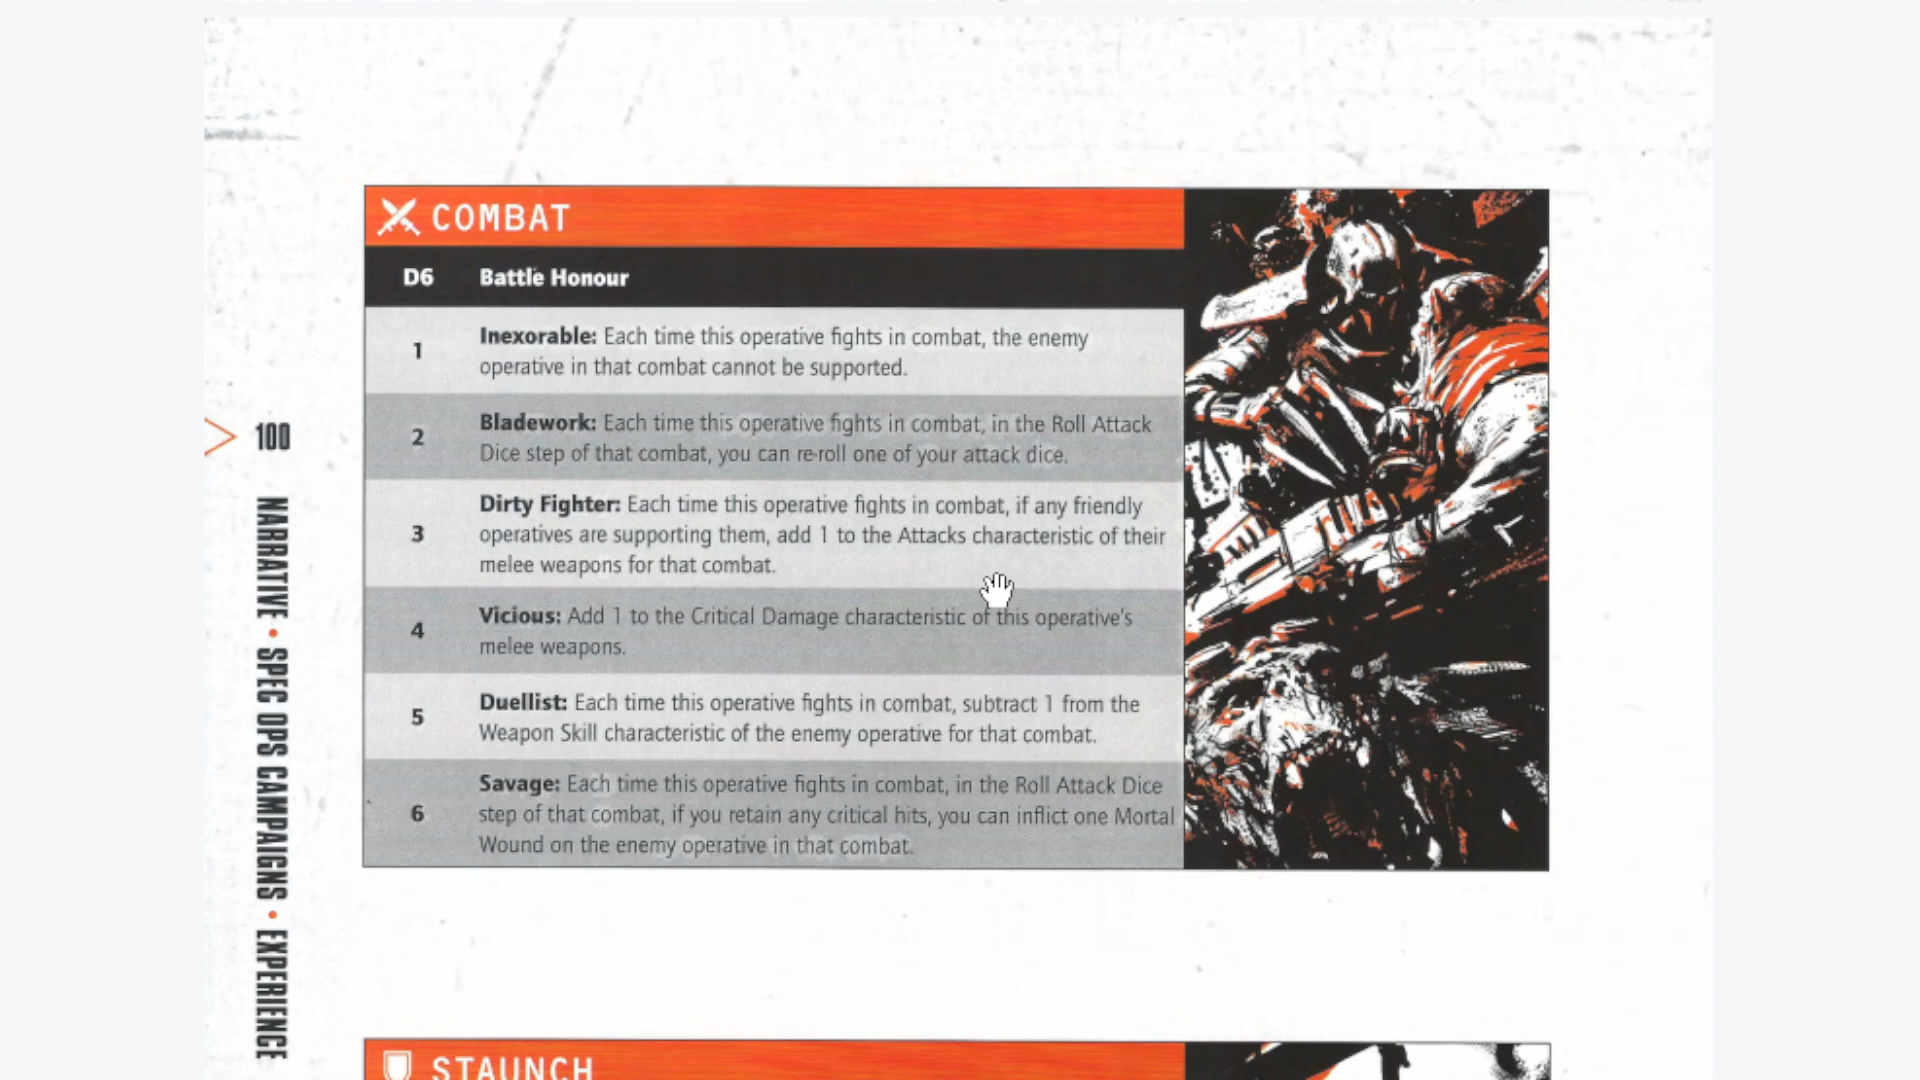 COMBAT
D6 Battle Honour
1 Inexorable: Each time this operative fights in combat, the enemy
operative in that combat cannot be supported.
2 Bladework: Each time this operative fights in combat, in the Roll Attack
Dice step of that combat, you can re-roll one of your attack dice.
3 Dirty Fighter: Each time this operative fights in combat, if any friendly
operatives are supporting them, add 1 to the Attacks characteristic of their
melee weapons for that combat.
4 Vicious: Add 1 to the Critical Damage characteristic of this operative's
melee weapons.
5 Duellist: Each time this operative fights in combat, subtract 1 from the
Weapon Skill characteristic of the enemy operative for that combat.
6 Savage: Each time this operative fights in combat, in the Roll Attack Dice
step of that combat, if you retain any critical hits, you can inflict one Mortal
Wound on the enemy operative in that combat.
STAUNCH
100
NARRATIVE • SPEC OPS CAMPAIGNS • EXPERIENCE